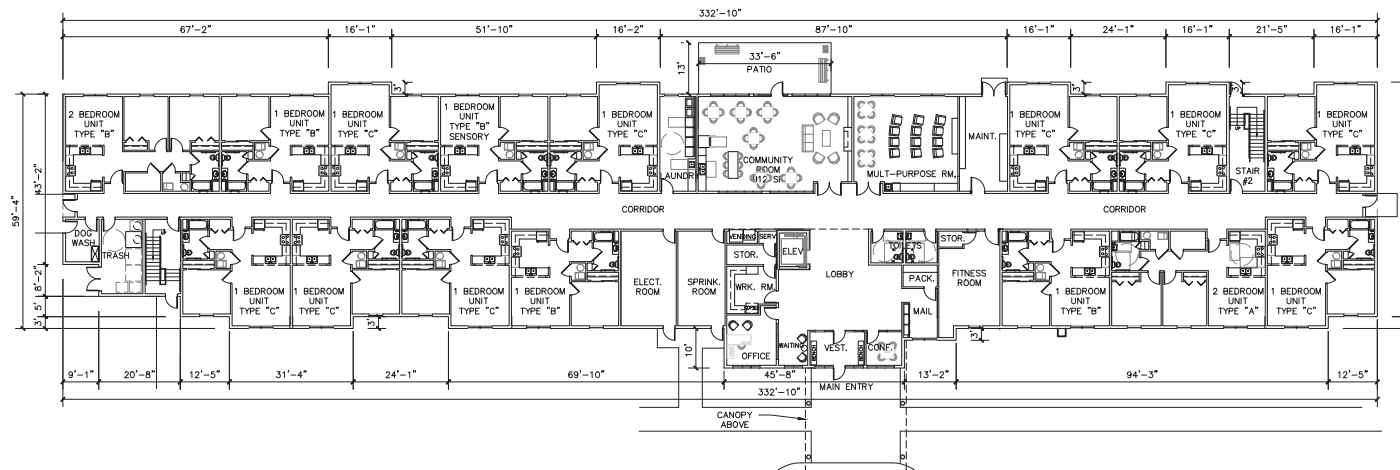 332'-10"
67'-2"
16'-1"
51'-10"
16'-2"
87'-10"
16'-1"
24'-1"
16'-1"
21'-5"
16'-1"
33'-6"
PATIO
13'
3'
3'
3'
2 BEDROOM
UNIT
TYPE "B"
1 BEDROOM
UNIT
TYPE "B"
1 BEDROOM
UNIT
TYPE "C"
1 BEDROOM
UNIT
TYPE "B"
SENSORY
1 BEDROOM
UNIT
TYPE "C"
LAUNDRY
COMMUNITY
ROOM
MULT-PURPOSE RM.
MAINT.
1 BEDROOM
UNIT
TYPE "C"
1 BEDROOM
UNIT
TYPE "C"
STAIR
#2
1 BEDROOM
UNIT
TYPE "C"
43'-2"
59'-4"
8'-2"
5'
3'
CORRIDOR
CORRIDOR
DOG
WASH
TRASH
1 BEDROOM
UNIT
TYPE "C"
1 BEDROOM
UNIT
TYPE "C"
1 BEDROOM
UNIT
TYPE "C"
1 BEDROOM
UNIT
TYPE "B"
ELECT.
ROOM
SPRINK.
ROOM
VENDING
SERV
STOR.
ELEV
WRK. RM.
LOBBY
TOILETS
STOR.
PACK.
MAIL
FITNESS
ROOM
OFFICE
WAITING
VEST.
CONF.
1 BEDROOM
UNIT
TYPE "B"
2 BEDROOM
UNIT
TYPE "A"
1 BEDROOM
UNIT
TYPE "C"
3'
10'
3'
9'-1"
20'-8"
12'-5"
31'-4"
24'-1"
69'-10"
45'-8"
13'-2"
94'-3"
12'-5"
MAIN ENTRY
332'-10"
CANOPY
ABOVE